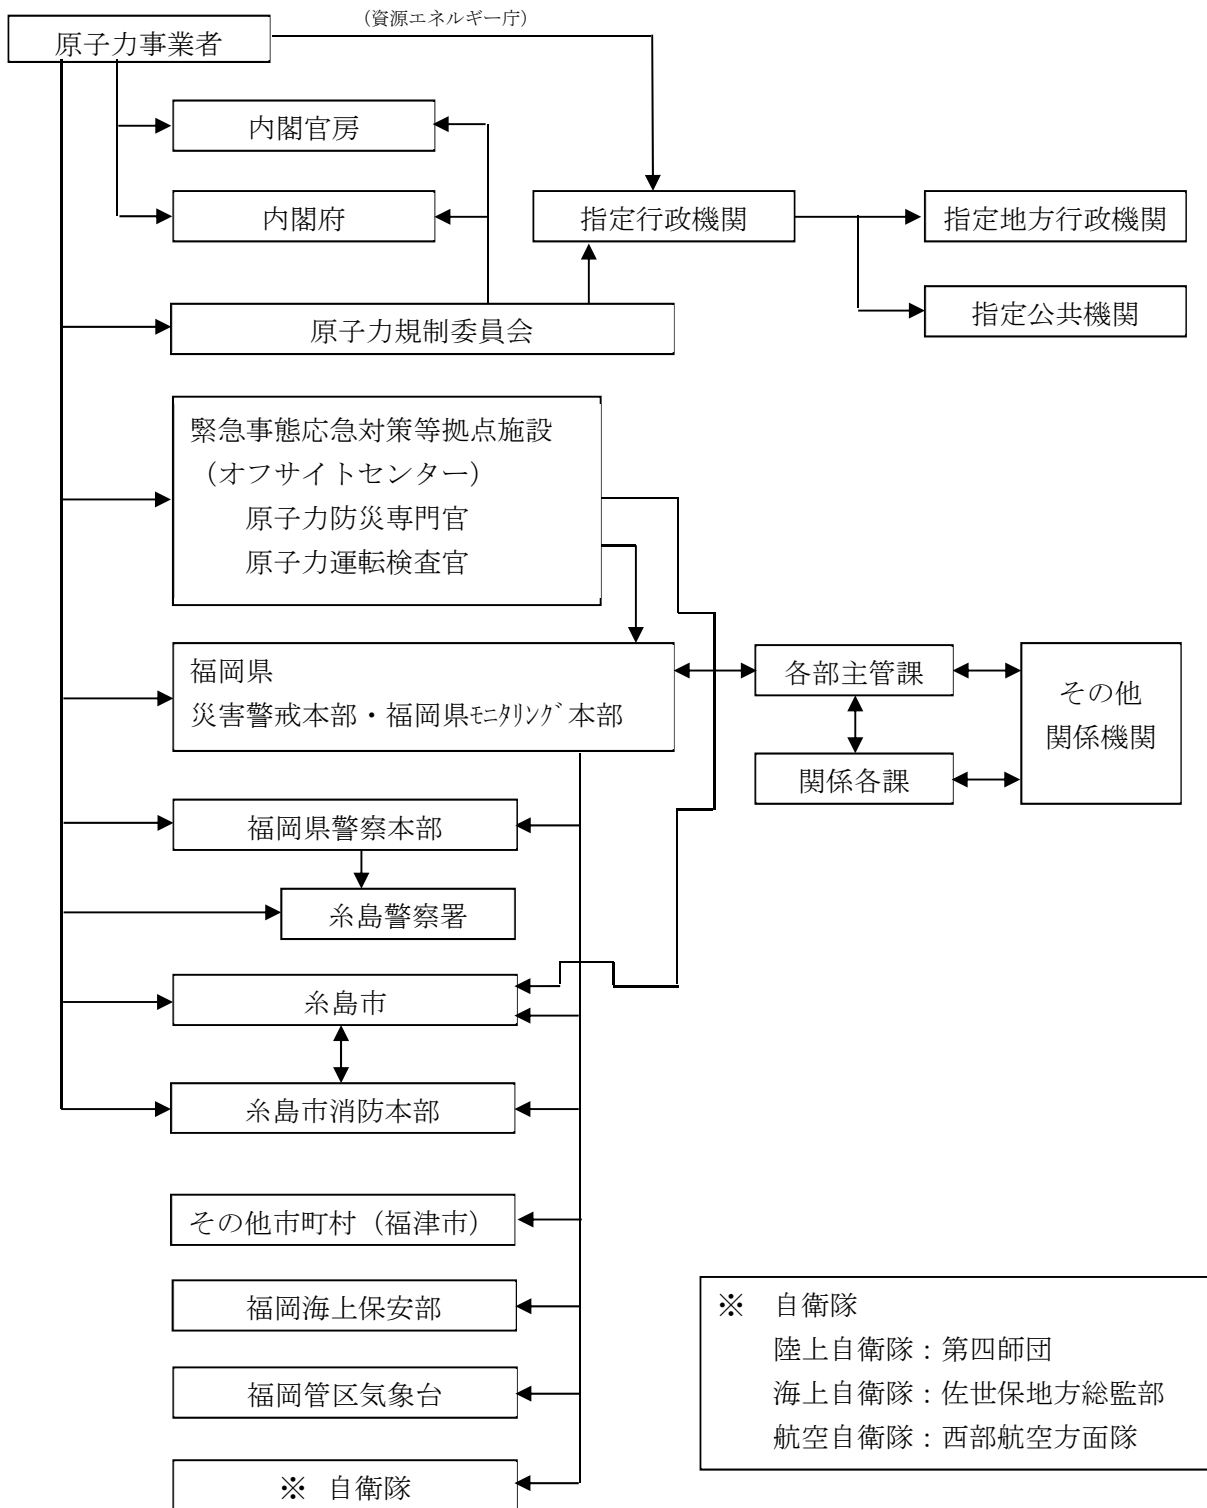 (資源エネルギー庁)
原子力事業者
内閣官房
内閣府
指定行政機関
指定地方行政機関
指定公共機関
原子力規制委員会
緊急事態応急対策等拠点施設
(オフサイトセンター)
原子力防災専門官
原子力運転検査官
福岡県
災害警戒本部・福岡県ﾓﾆﾀﾘﾝｸﾞ本部
各部主管課
関係各課
その他
関係機関
福岡県警察本部
糸島警察署
糸島市
糸島市消防本部
その他市町村(福津市)
福岡海上保安部
福岡管区気象台
※ 自衛隊
※ 自衛隊
陸上自衛隊:第四師団
海上自衛隊:佐世保地方総監部
航空自衛隊:西部航空方面隊